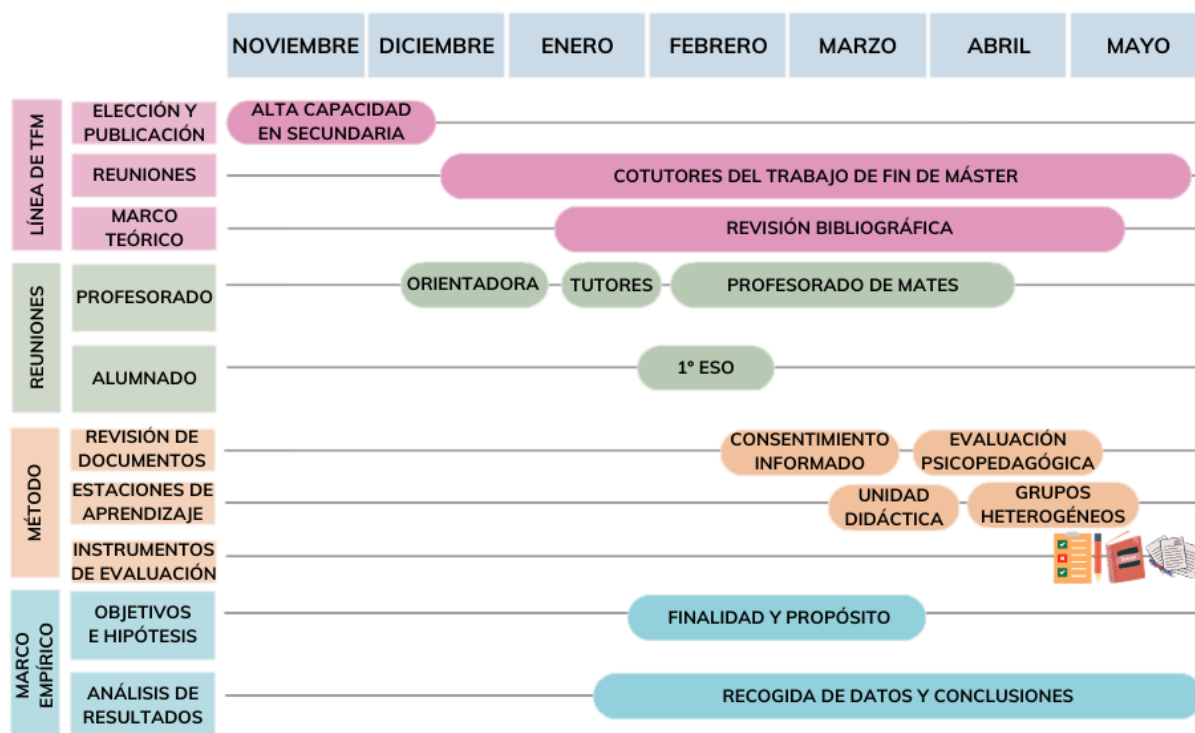 NOVIEMBRE DICIEMBRE ENERO FEBRERO MARZO ABRIL MAYO
LÍNEA DE TFM
ELECCIÓN Y
PUBLICACIÓN
ALTA CAPACIDAD
EN SECUNDARIA
REUNIONES
COTUTORES DEL TRABAJO DE FIN DE MÁSTER
MARCO
TEÓRICO
REVISIÓN BIBLIOGRÁFICA
REUNIONES
PROFESORADO
ORIENTADORA
TUTORES
PROFESORADO DE MATES
ALUMNADO
1º ESO
MÉTODO
REVISIÓN DE
DOCUMENTOS
CONSENTIMIENTO
INFORMADO
EVALUACIÓN
PSICOPEDAGÓGICA
ESTACIONES DE
APRENDIZAJE
UNIDAD
DIDÁCTICA
GRUPOS
HETEROGÉNEOS
INSTRUMENTOS
DE EVALUACIÓN
MARCO
EMPÍRICO
OBJETIVOS
E HIPÓTESIS
FINALIDAD Y PROPÓSITO
ANÁLISIS DE
RESULTADOS
RECOGIDA DE DATOS Y CONCLUSIONES